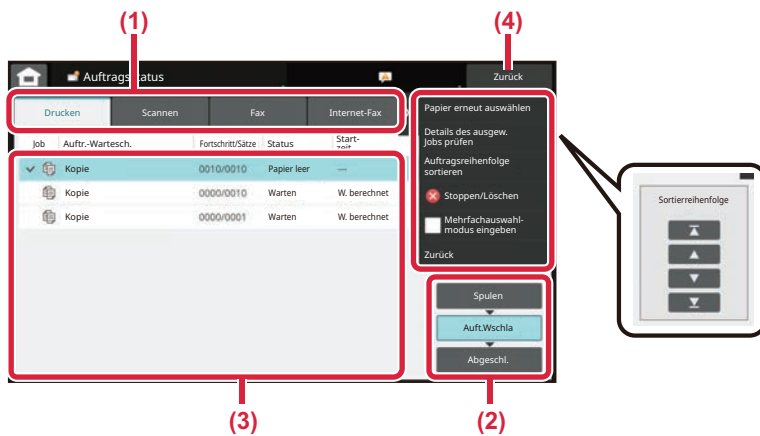 (1)
(4)
Auftragsstatus
Zurück
Drucken Scannen Fax Internet-Fax
Job Auftr.-Wartesch. Fortschritt/Sätze Status Start-
zeit
Kopie 0010/0010 Papier leer —
Kopie 0000/0010 Warten W. berechnet
Kopie 0000/0001 Warten W. berechnet
Papier erneut auswählen
Details des ausgew.
Jobs prüfen
Auftragsreihenfolge
sortieren
Stoppen/Löschen
Mehrfachauswahl-
modus eingeben
Zurück
Spulen
Auft.Wschla
Abgeschl.
Sortierreihenfolge
(3)
(2)